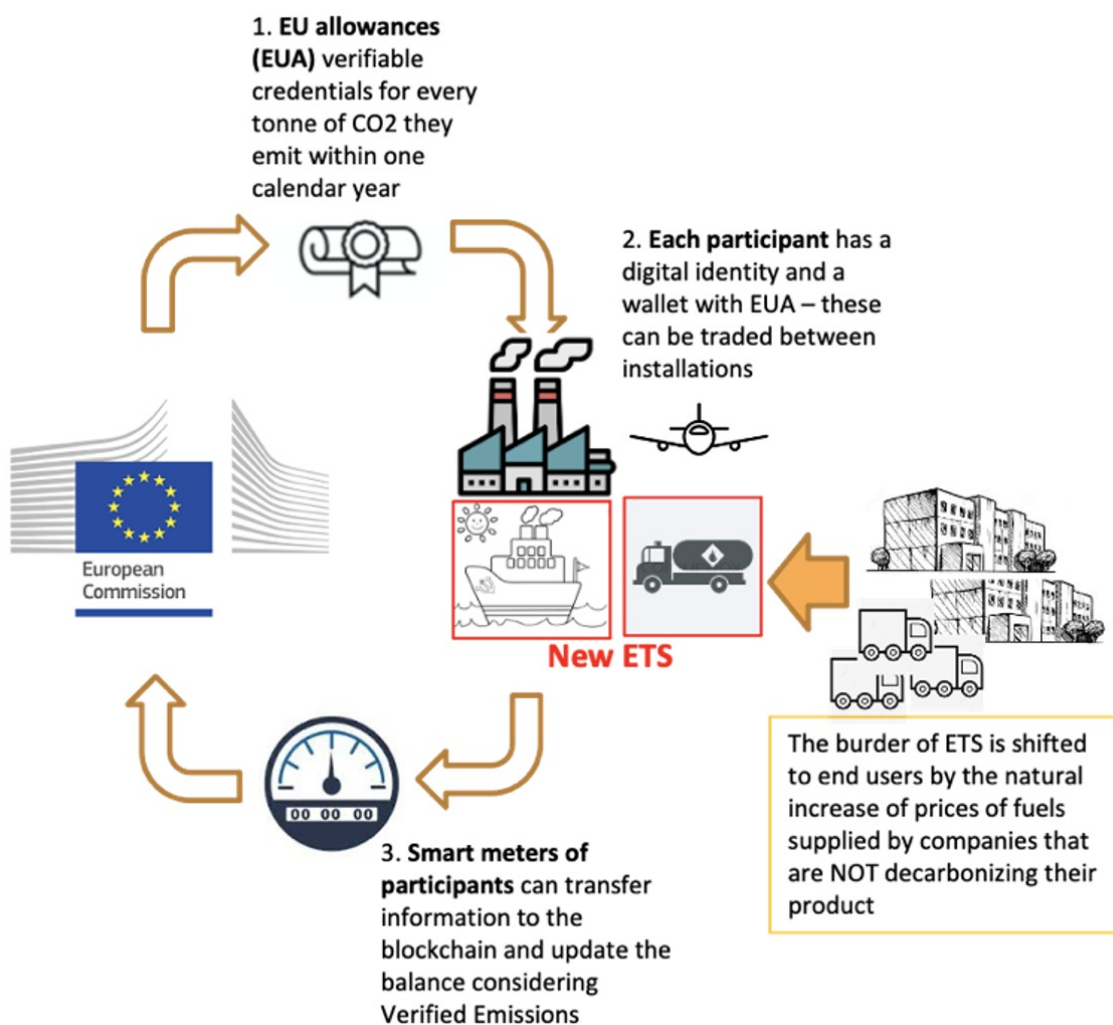 1. EU allowances
(EUA) verifiable
credentials for every
tonne of CO2 they
emit within one
calendar year
2. Each participant has a
digital identity and a
wallet with EUA – these
can be traded between
installations
European
Commission
New ETS
The burder of ETS is shifted
to end users by the natural
increase of prices of fuels
supplied by companies that
are NOT decarbonizing their
product
00 00 00
3. Smart meters of
participants can transfer
information to the
blockchain and update the
balance considering
Verified Emissions